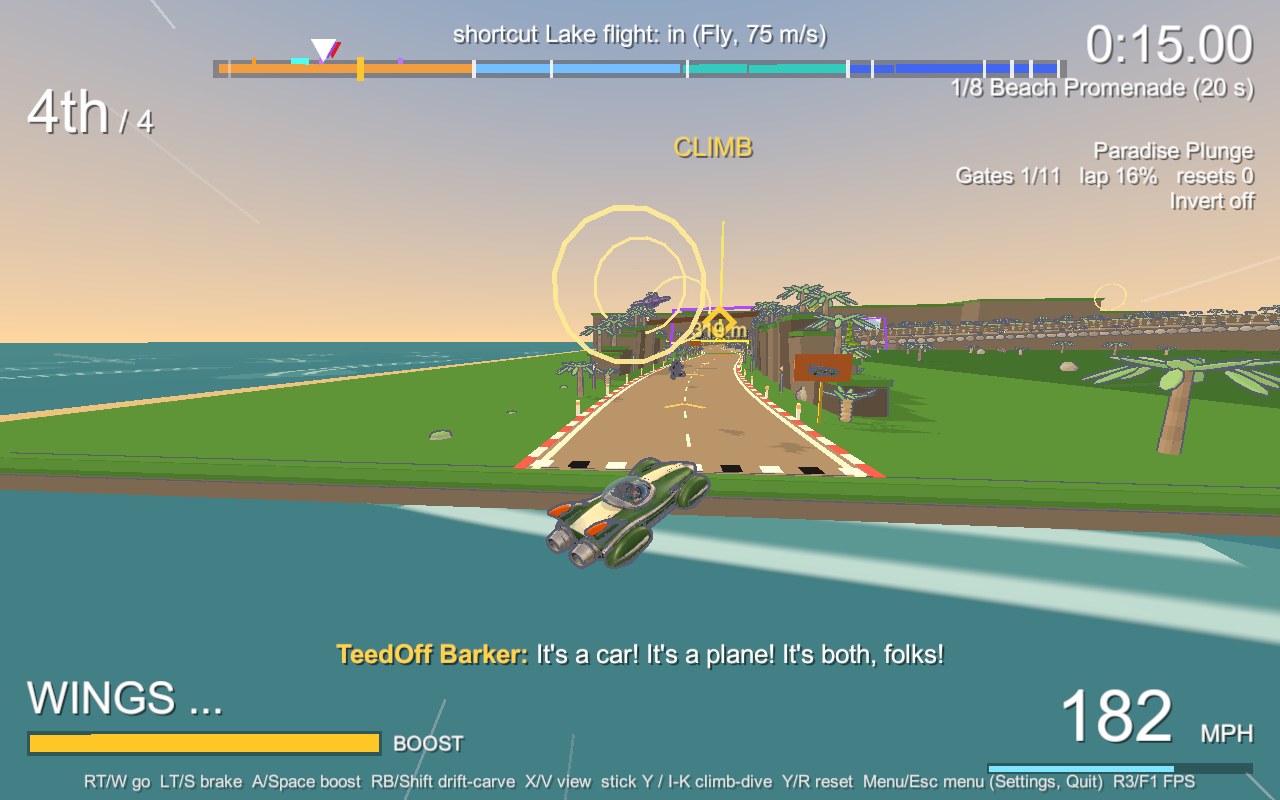 shortcut Lake flight: in (Fly, 75 m/s)
0:15.00
1/8 Beach Promenade (20 s)
4th / 4
CLIMB
Paradise Plunge
Gates 1/11 lap 16% resets 0
Invert off
319 m
TeedOff Barker: It's a car! It's a plane! It's both, folks!
WINGS ...
BOOST
182 MPH
RT/W go LT/S brake A/Space boost RB/Shift drift-carve X/V view stick Y / I-K climb-dive Y/R reset Menu/Esc menu (Settings, Quit) R3/F1 FPS